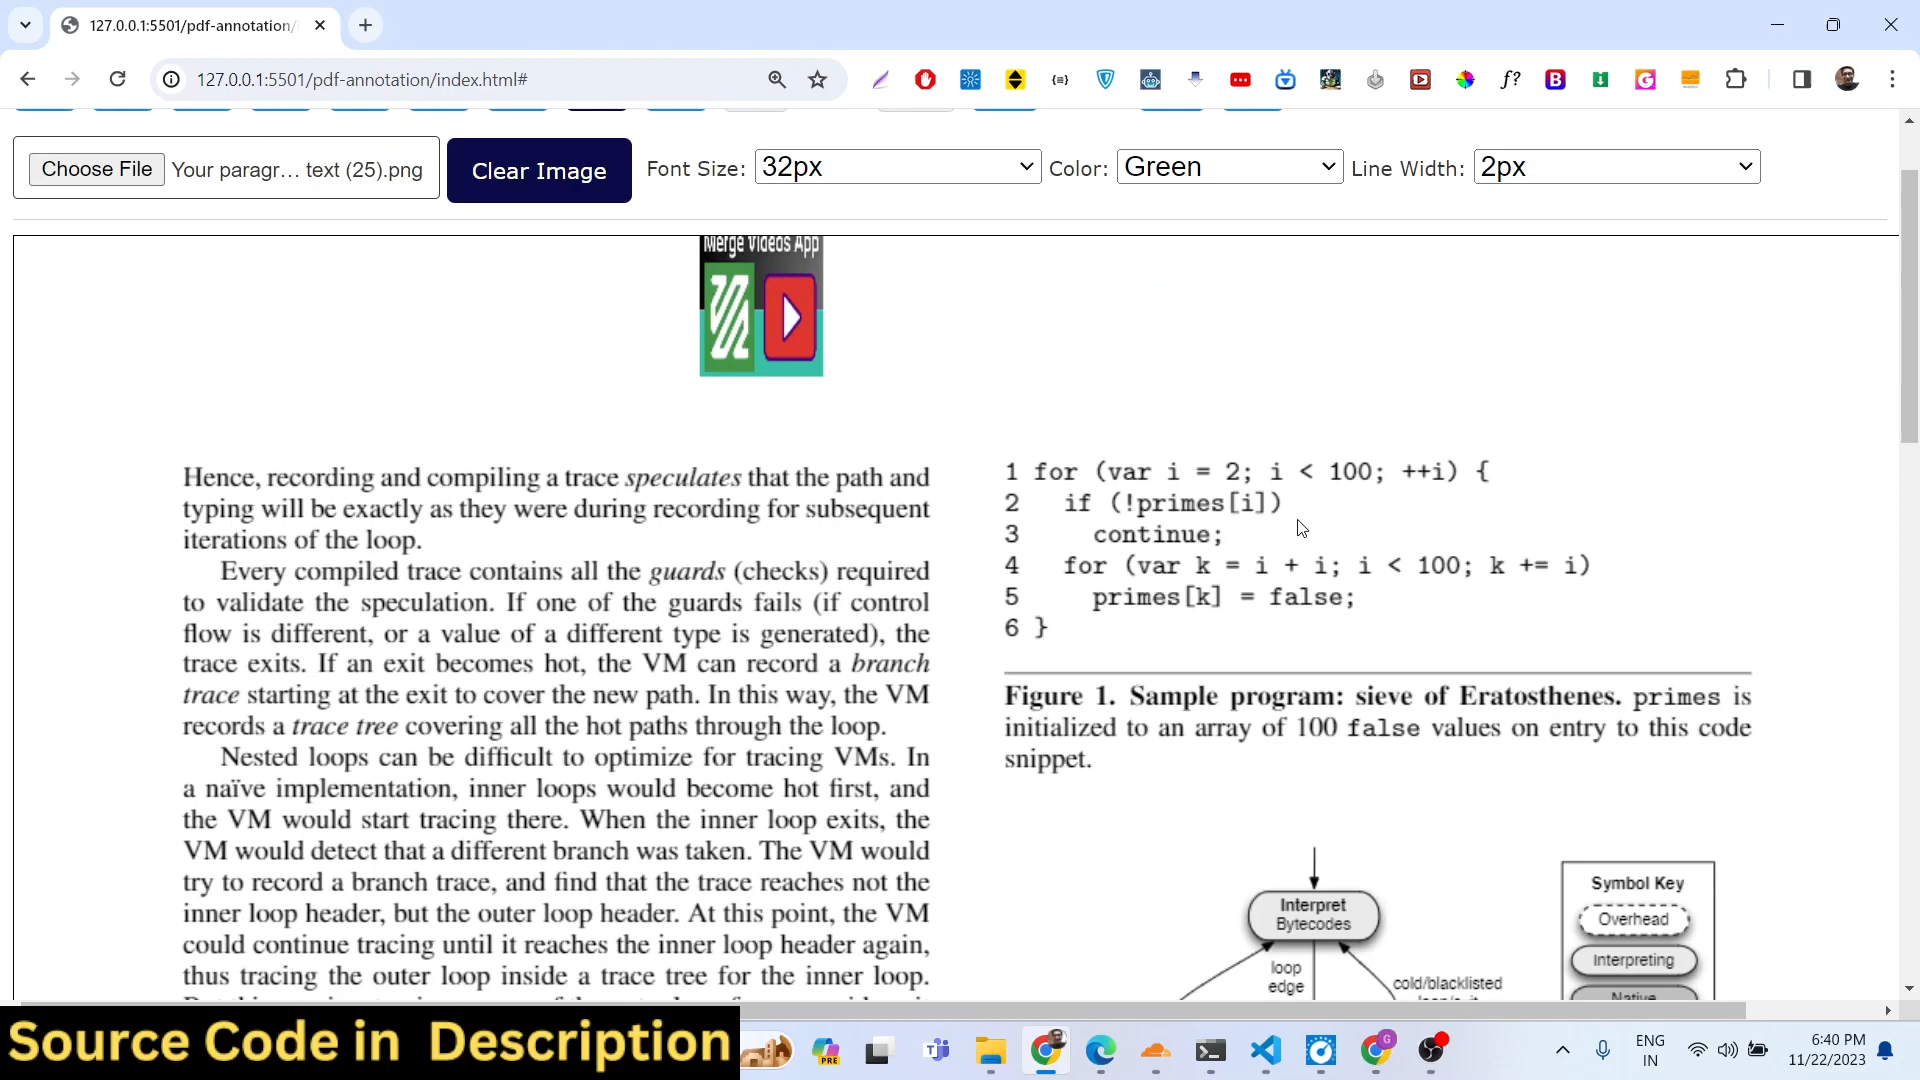 127.0.0.1:5501/pdf-annotation/
127.0.0.1:5501/pdf-annotation/index.html#
Choose File Your paragr... text (25).png
Clear Image
Font Size: 32px
Color: Green
Line Width: 2px
Merge Videos App
Hence, recording and compiling a trace speculates that the path and
typing will be exactly as they were during recording for subsequent
iterations of the loop.
Every compiled trace contains all the guards (checks) required
to validate the speculation. If one of the guards fails (if control
flow is different, or a value of a different type is generated), the
trace exits. If an exit becomes hot, the VM can record a branch
trace starting at the exit to cover the new path. In this way, the VM
records a trace tree covering all the hot paths through the loop.
Nested loops can be difficult to optimize for tracing VMs. In
a naïve implementation, inner loops would become hot first, and
the VM would start tracing there. When the inner loop exits, the
VM would detect that a different branch was taken. The VM would
try to record a branch trace, and find that the trace reaches not the
inner loop header, but the outer loop header. At this point, the VM
could continue tracing until it reaches the inner loop header again,
thus tracing the outer loop inside a trace tree for the inner loop.
1 for (var i = 2; i < 100; ++i) {
2 if (!primes[i])
3 continue;
4 for (var k = i + i; i < 100; k += i)
5 primes[k] = false;
6 }
Figure 1. Sample program: sieve of Eratosthenes. primes is
initialized to an array of 100 false values on entry to this code
snippet.
Interpret
Bytecodes
loop
edge
cold/blacklisted
Symbol Key
Overhead
Interpreting
Native
Source Code in Description
PRE
ENG
IN
6:40 PM
11/22/2023